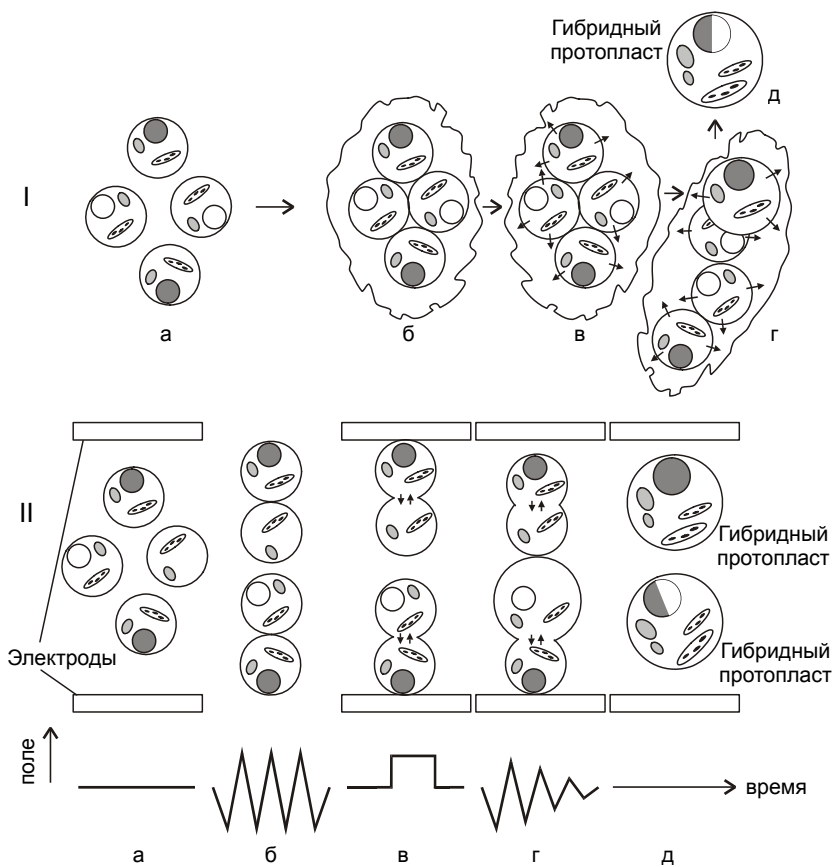 Гибридный
протопласт
д
I
а
б
в
г
II
Гибридный
протопласт
Электроды
Гибридный
протопласт
поле
время
а
б
в
г
д